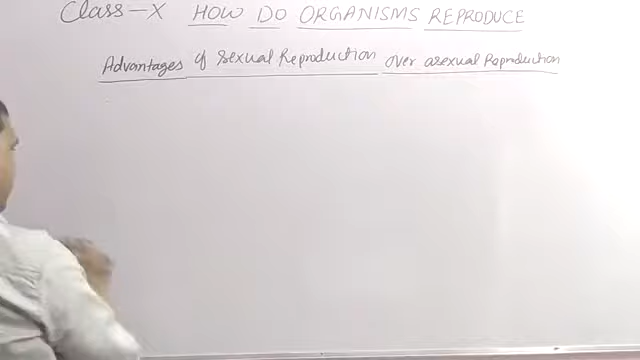 Class-X HOW DO ORGANISMS REPRODUCE
Advantages of sexual Reproduction over asexual Reproduction